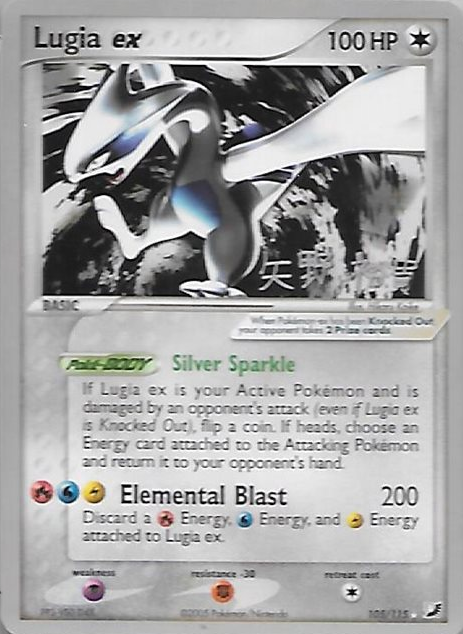 Lugia ex 100 HP
BASIC
When Pokémon-ex has been Knocked Out,
your opponent takes 2 Prize cards.
Poké-BODY Silver Sparkle
If Lugia ex is your Active Pokémon and is
damaged by an opponent's attack (even if Lugia ex
is Knocked Out), flip a coin. If heads, choose an
Energy card attached to the Attacking Pokémon
and return it to your opponent's hand.
Elemental Blast 200
Discard a Energy, Energy, and Energy
attached to Lugia ex.
weakness resistance -30 retreat cost
©2005 Pokémon/Nintendo 105/115